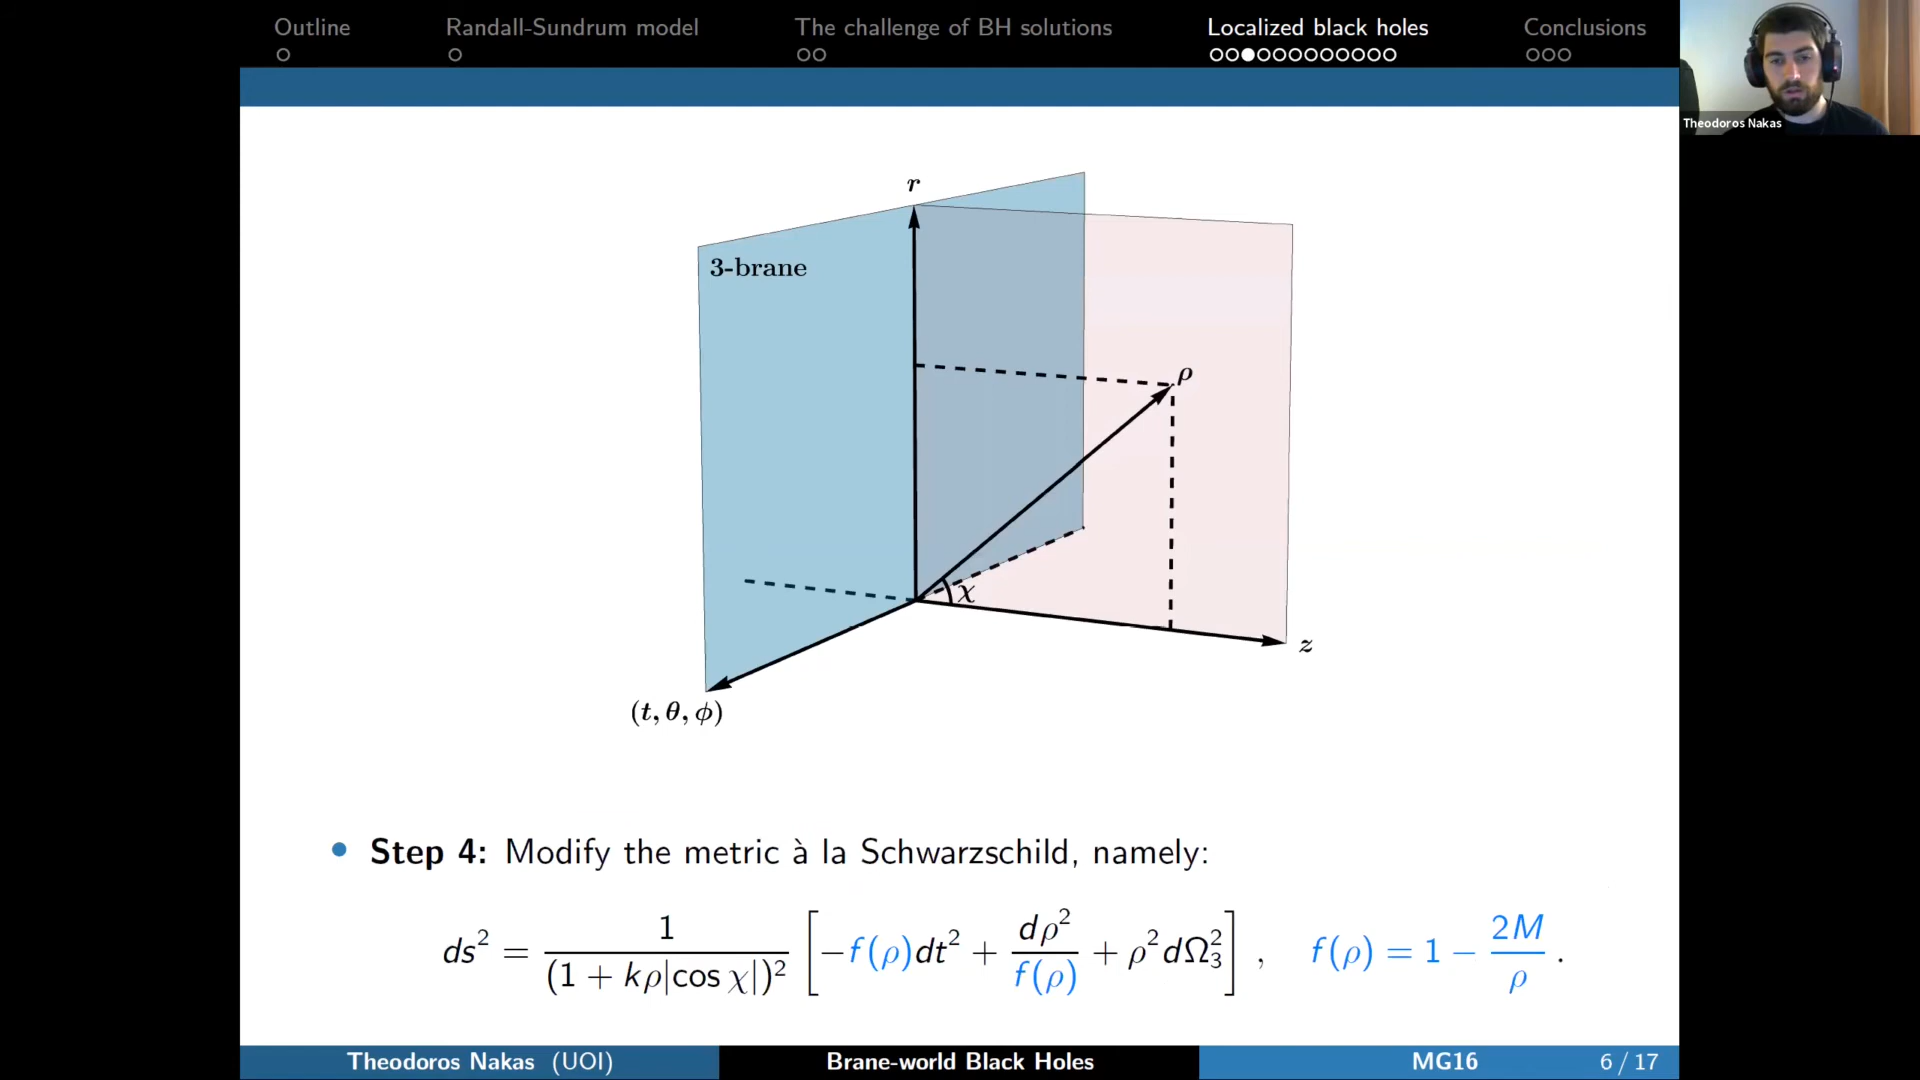 Outline Randall-Sundrum model The challenge of BH solutions Localized black holes Conclusions
Theodoros Nakas
r
3-brane
ρ
χ
z
(t, θ, ϕ)
• Step 4: Modify the metric à la Schwarzschild, namely:
ds² = 1 / (1 + kρ|cos χ|)² [ −f(ρ)dt² + dρ² / f(ρ) + ρ²dΩ₃² ] , f(ρ) = 1 − 2M / ρ .
Theodoros Nakas (UOI) Brane-world Black Holes MG16 6 / 17